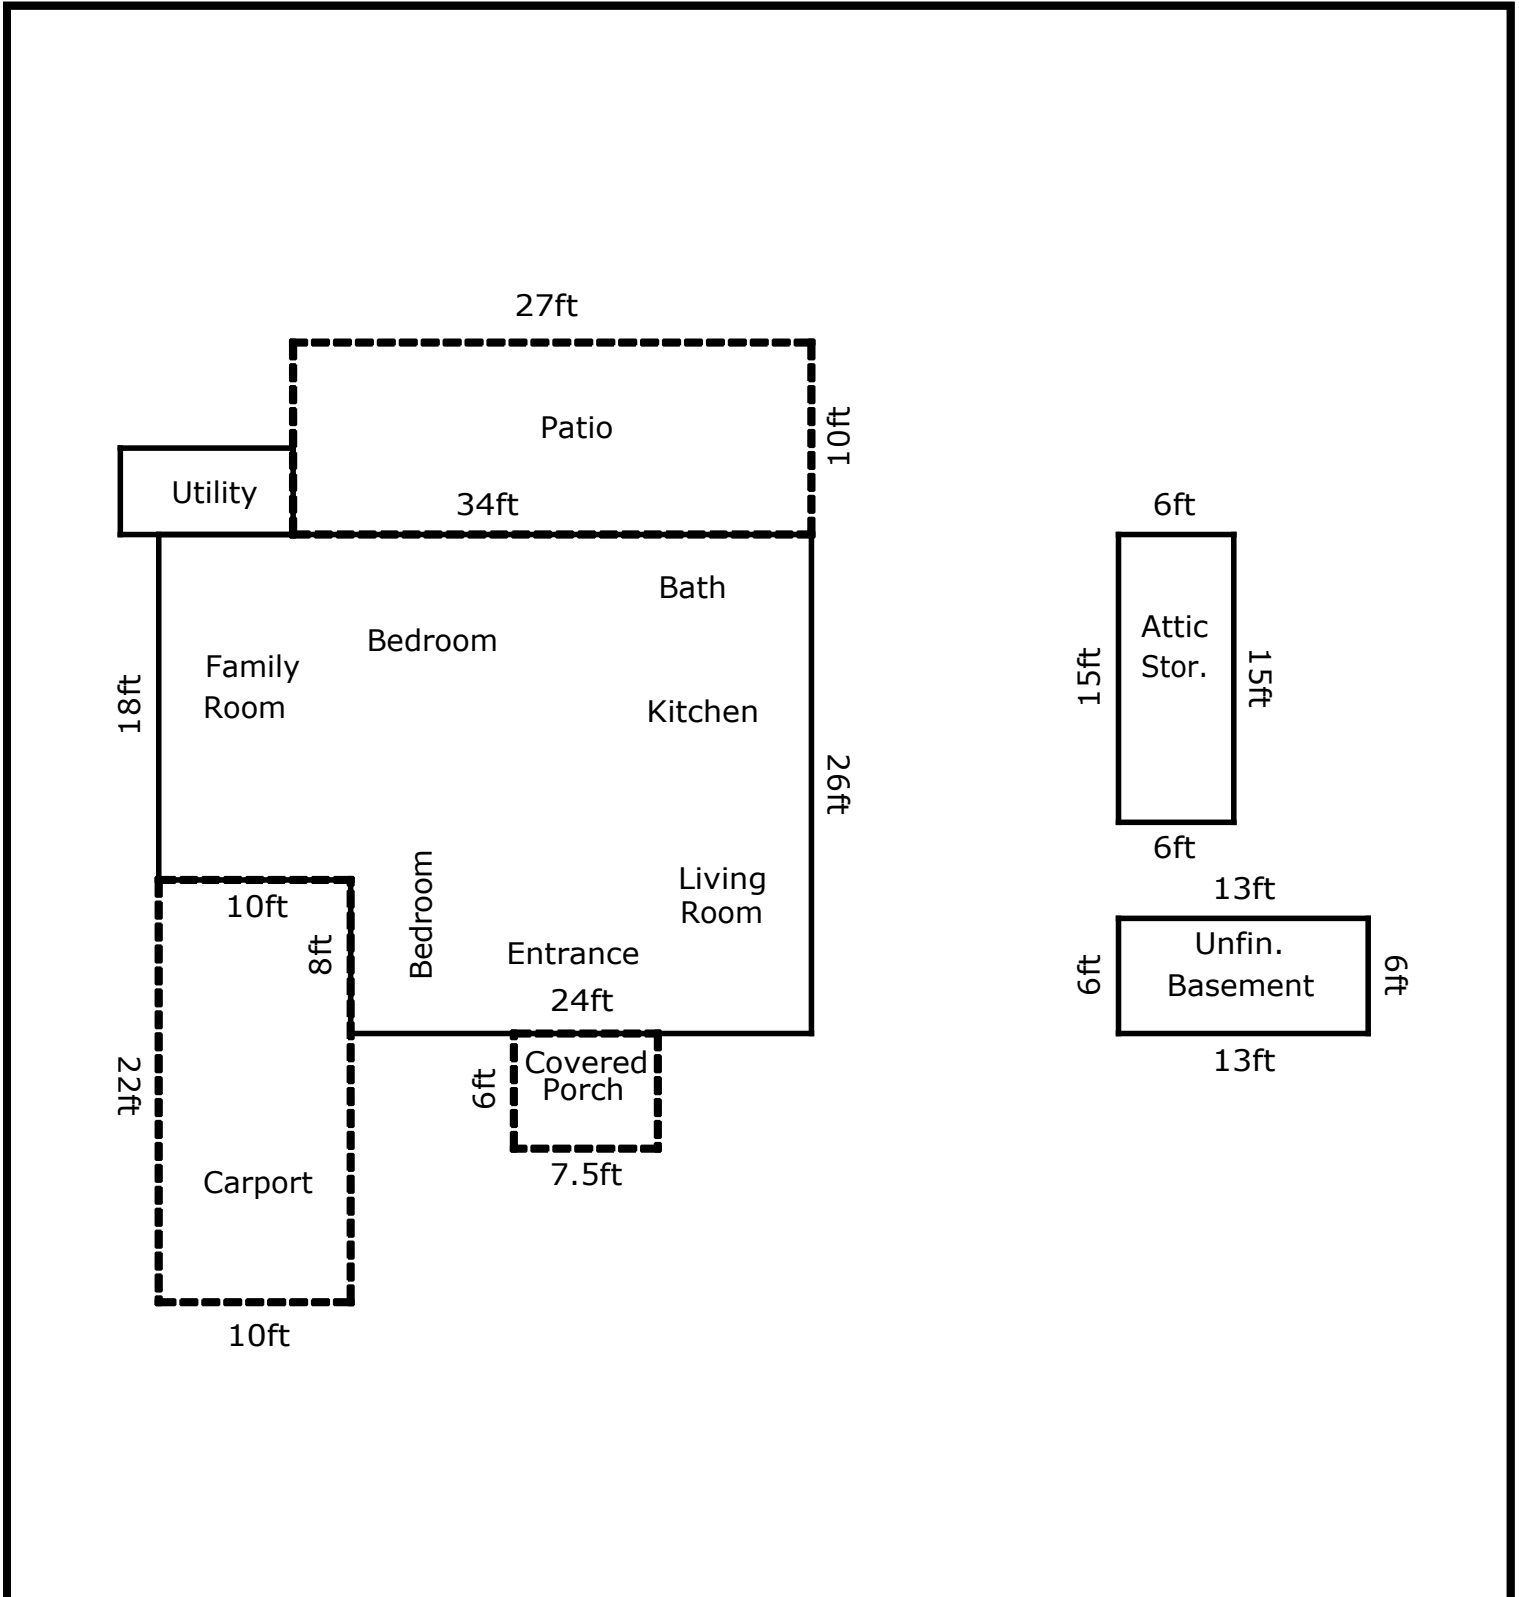 27ft
Patio
10ft
Utility
34ft
6ft
Bath
Bedroom
Family
Room
18ft
Kitchen
26ft
Attic
Stor.
15ft
15ft
6ft
13ft
10ft
8ft
Bedroom
Living
Room
Entrance
24ft
Unfin.
Basement
6ft
6ft
13ft
Covered
Porch
6ft
7.5ft
22ft
Carport
10ft